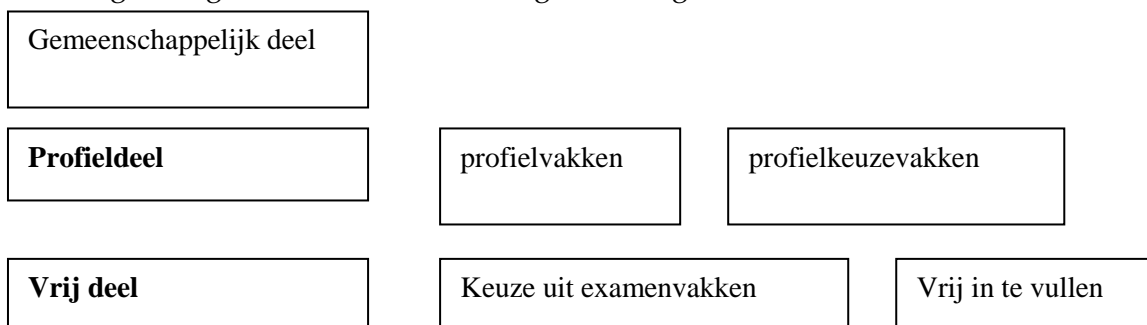 Gemeenschappelijk deel
Profieldeel profielvakken profielkeuzevakken
Vrij deel Keuze uit examenvakken Vrij in te vullen